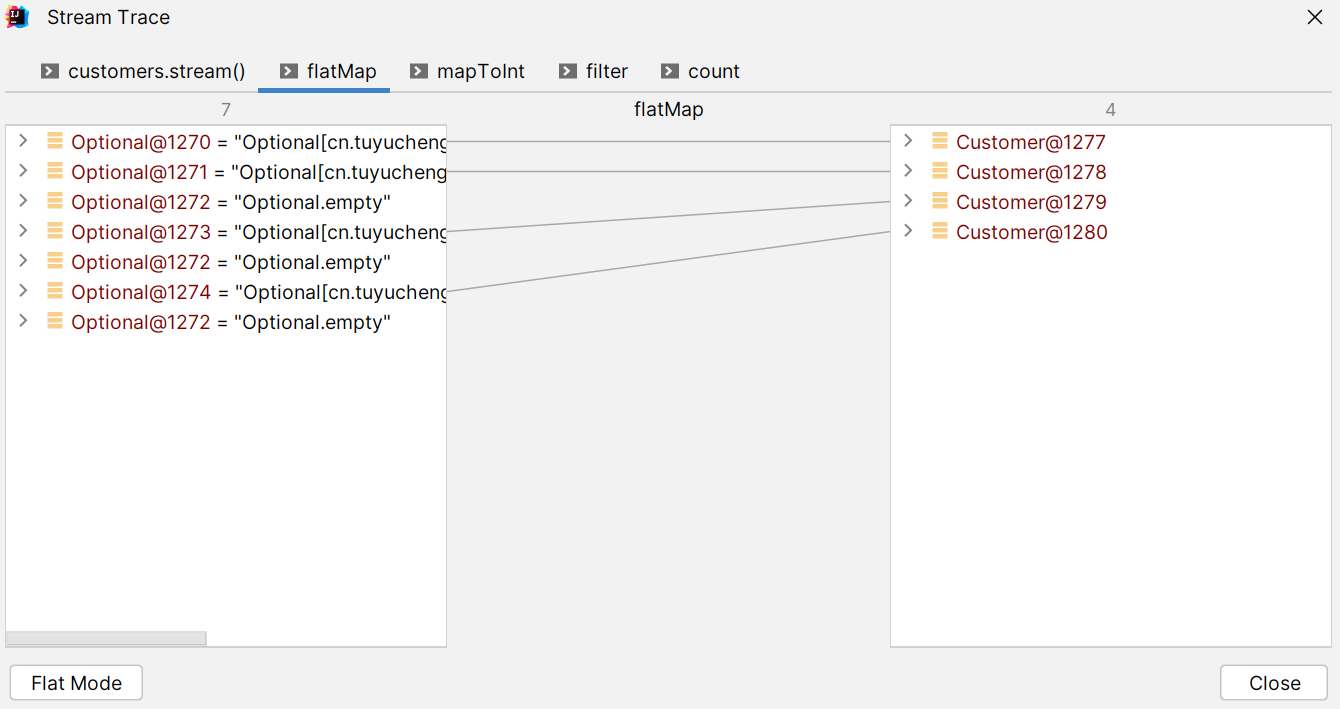 Stream Trace
customers.stream() flatMap mapToInt filter count
7 flatMap 4
Optional@1270 = "Optional[cn.tuyucheng
Optional@1271 = "Optional[cn.tuyucheng
Optional@1272 = "Optional.empty"
Optional@1273 = "Optional[cn.tuyucheng
Optional@1272 = "Optional.empty"
Optional@1274 = "Optional[cn.tuyucheng
Optional@1272 = "Optional.empty"
Customer@1277
Customer@1278
Customer@1279
Customer@1280
Flat Mode Close